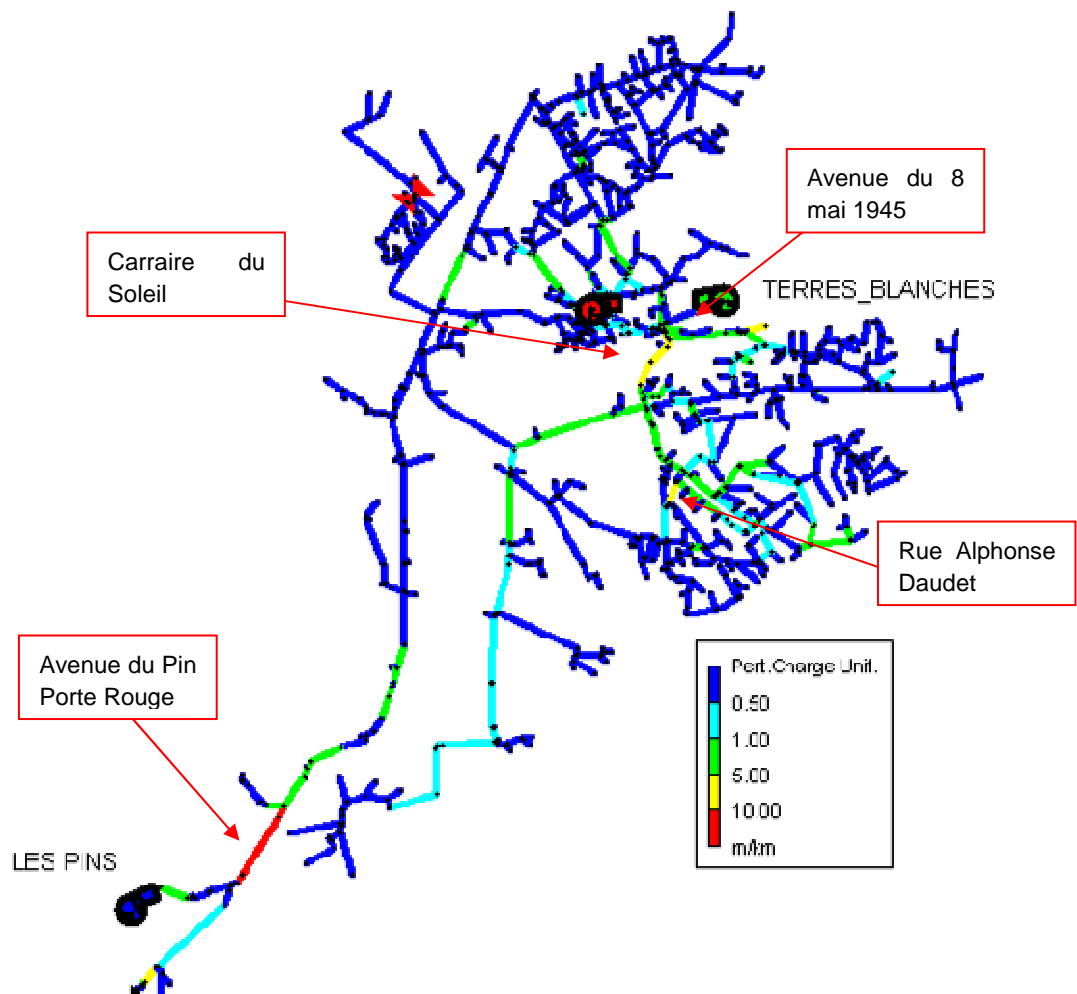 Avenue du 8
mai 1945
Carraire du
Soleil
TERRES_BLANCHES
Rue Alphonse
Daudet
Avenue du Pin
Porte Rouge
Pert.Charge Unit.
0.50
1.00
5.00
10.00
m/km
LES PINS